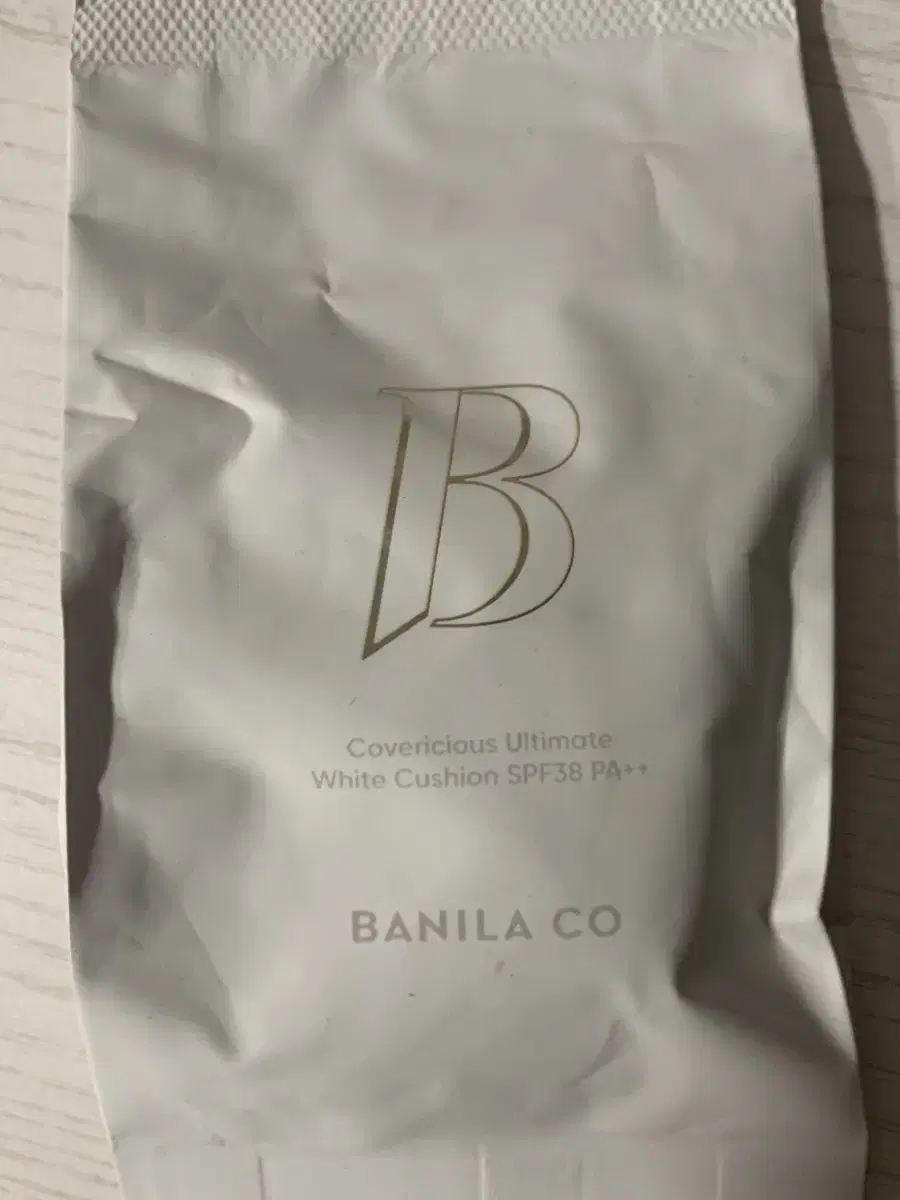 B
Covericious Ultimate
White Cushion SPF38 PA++
BANILA CO